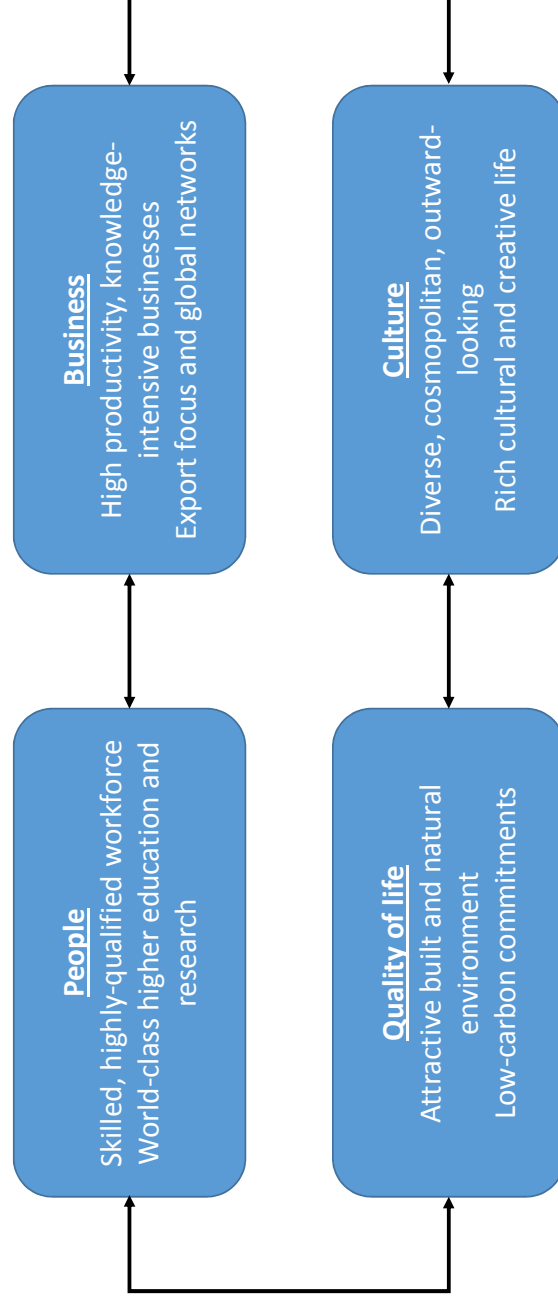 People
Skilled, highly-qualified workforce
World-class higher education and
research
Business
High productivity, knowledge-
intensive businesses
Export focus and global networks
Quality of life
Attractive built and natural
environment
Low-carbon commitments
Culture
Diverse, cosmopolitan, outward-
looking
Rich cultural and creative life